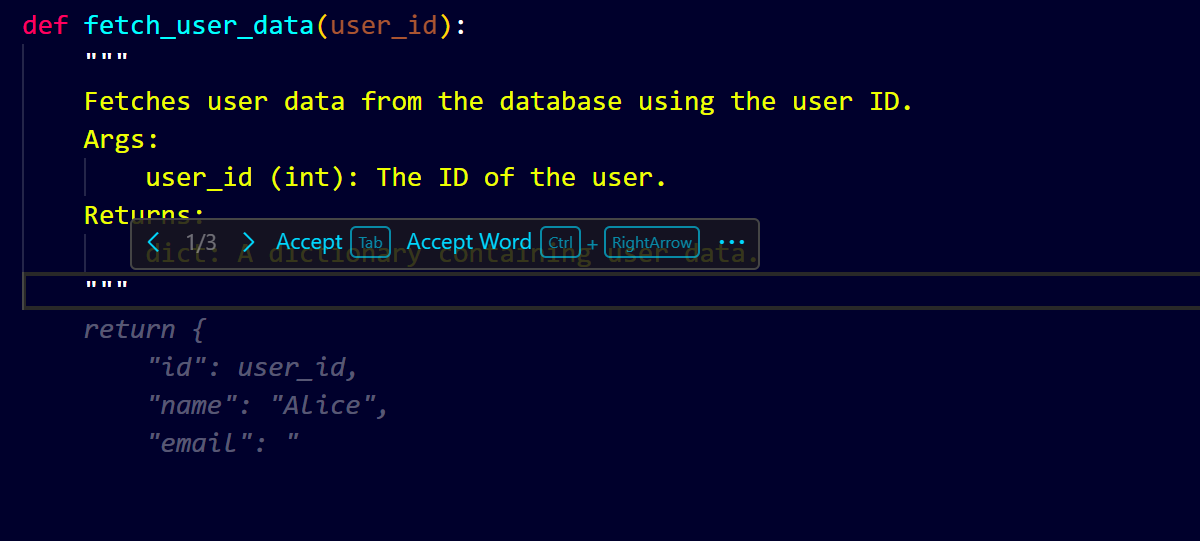 def fetch_user_data(user_id):
"""
Fetches user data from the database using the user ID.
Args:
user_id (int): The ID of the user.
Returns:
1/3 Accept Tab Accept Word Ctrl + RightArrow ...
dict: A dictionary containing user data.
"""
return {
"id": user_id,
"name": "Alice",
"email": "